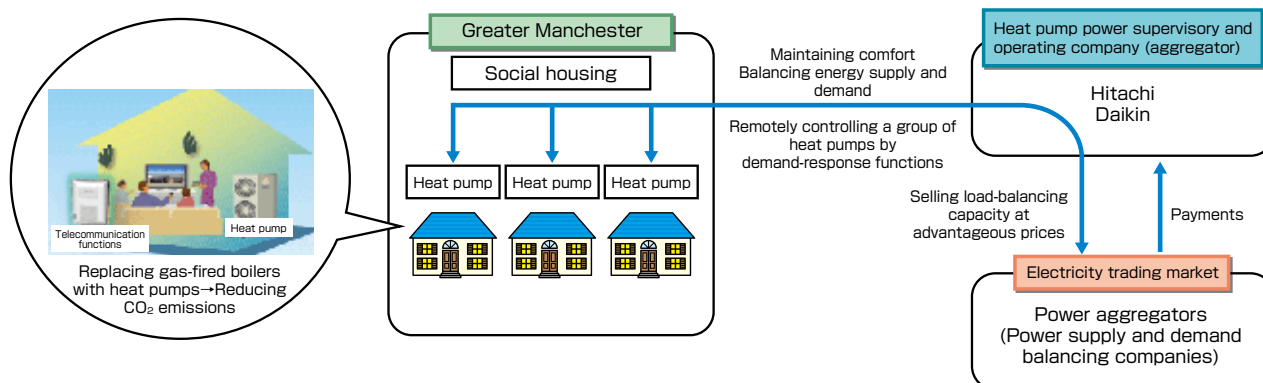 Telecommunication
functions
Heat pump
Replacing gas-fired boilers
with heat pumps→Reducing
CO₂ emissions
Greater Manchester
Social housing
Heat pump
Heat pump
Heat pump
Maintaining comfort
Balancing energy supply and
demand
Remotely controlling a group of
heat pumps by
demand-response functions
Heat pump power supervisory and
operating company (aggregator)
Hitachi
Daikin
Selling load-balancing
capacity at
advantageous prices
Payments
Electricity trading market
Power aggregators
(Power supply and demand
balancing companies)